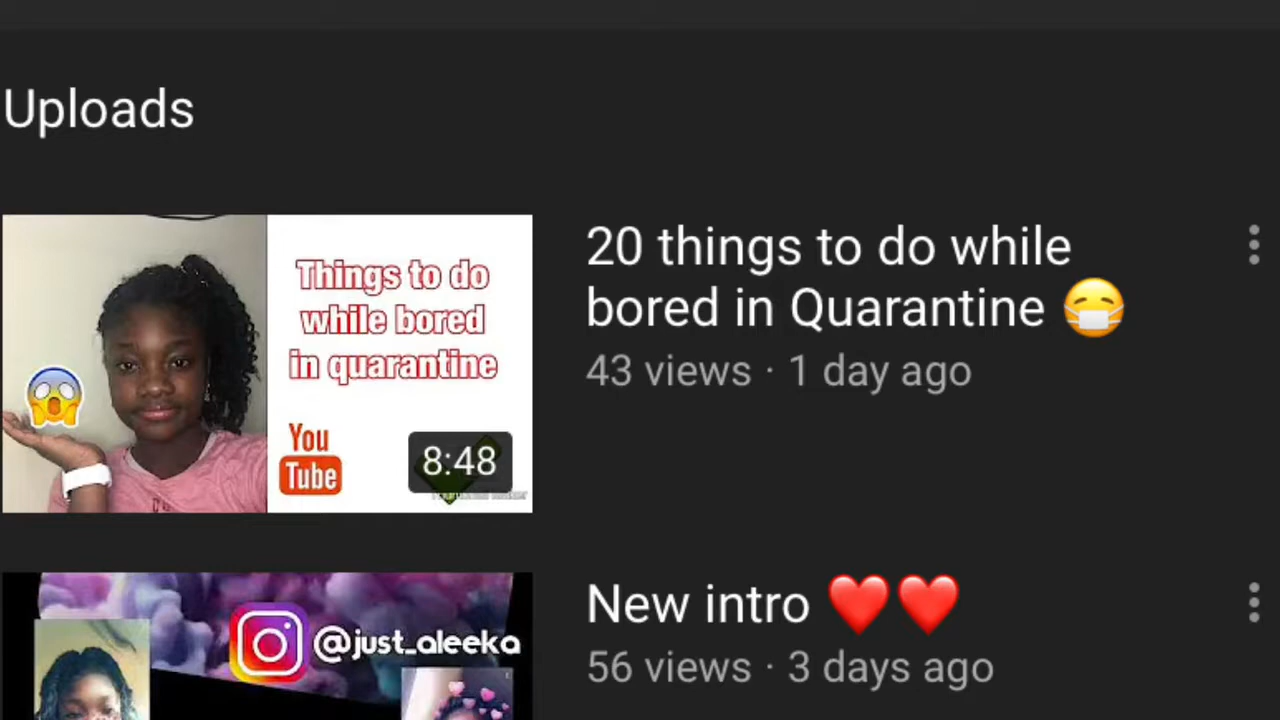 Uploads
Things to do
while bored
in quarantine
You
Tube
8:48
20 things to do while
bored in Quarantine 😷
43 views · 1 day ago
@just_aleeka
New intro ❤️❤️
56 views · 3 days ago